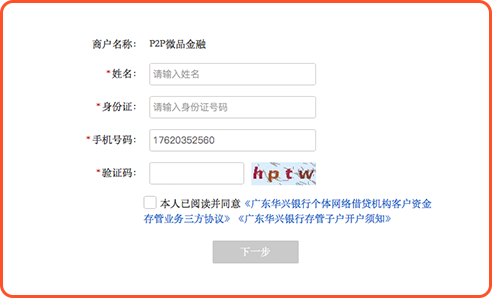 商户名称： P2P微品金融
*姓名： 请输入姓名
*身份证： 请输入身份证号码
*手机号码： 17620352560
*验证码： hptw
本人已阅读并同意《广东华兴银行个体网络借贷机构客户资金
存管业务三方协议》《广东华兴银行存管子户开户须知》
下一步